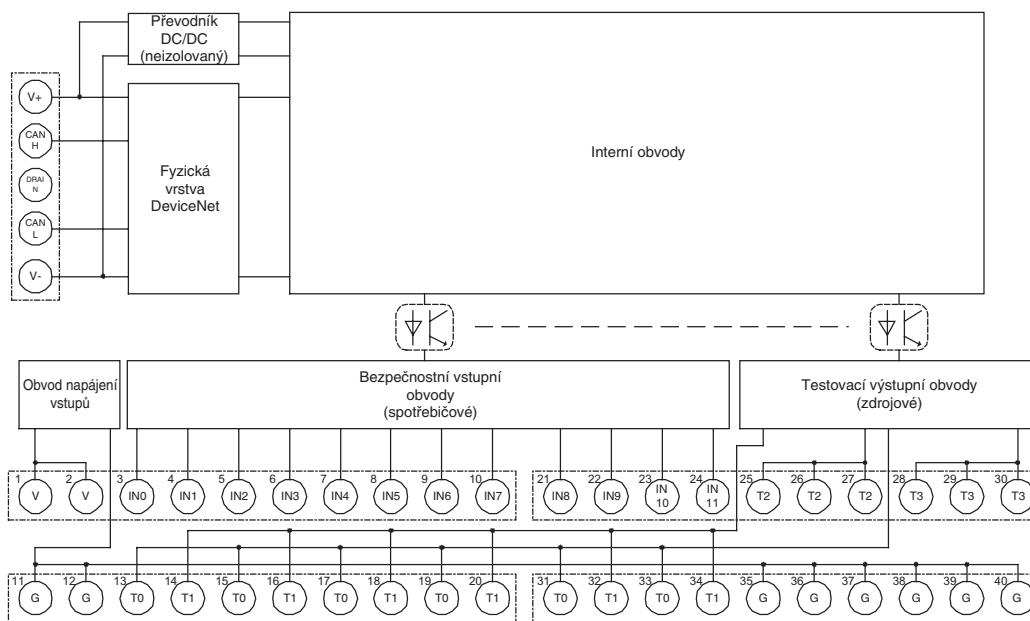 Převodník
DC/DC
(neizolovaný)
V+
CAN
H
DRAI
N
CAN
L
V-
Fyzická
vrstva
DeviceNet
Interní obvody
Obvod napájení
vstupů
Bezpečnostní vstupní
obvody
(spotřebičové)
Testovací výstupní obvody
(zdrojové)
1 2 3 4 5 6 7 8 9 10 21 22 23 24 25 26 27 28 29 30
V V IN0 IN1 IN2 IN3 IN4 IN5 IN6 IN7 IN8 IN9 IN 10 IN 11 T2 T2 T2 T3 T3 T3
11 12 13 14 15 16 17 18 19 20 31 32 33 34 35 36 37 38 39 40
G G T0 T1 T0 T1 T0 T1 T0 T1 T0 T1 T0 T1 G G G G G G